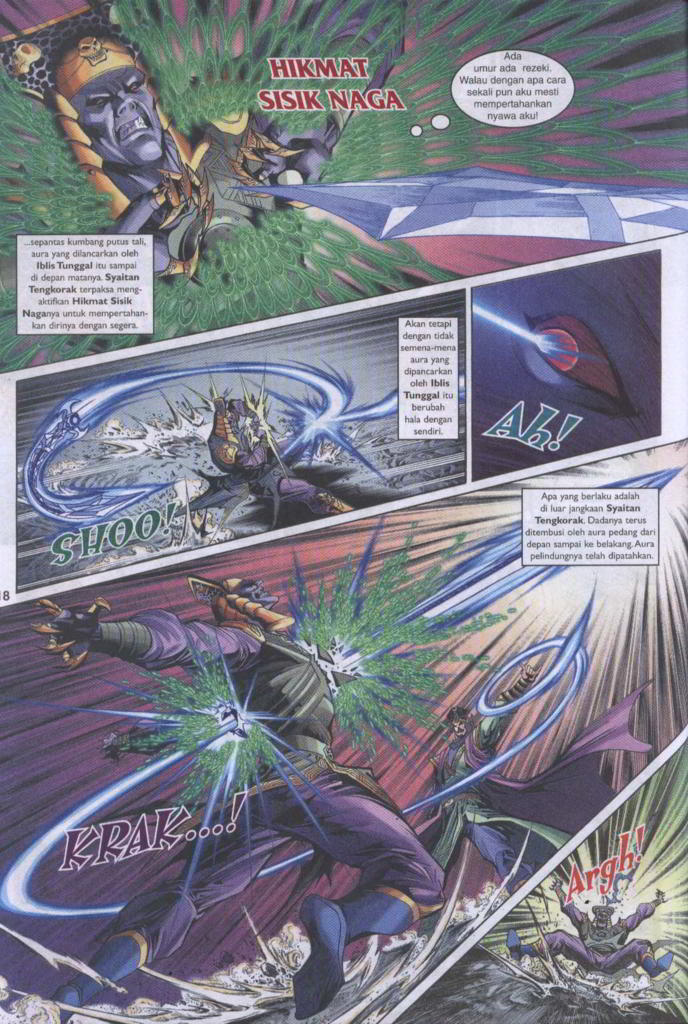 HIKMAT
SISIK NAGA
Ada
umur ada rezeki.
Walau dengan apa cara
sekali pun aku mesti
mempertahankan
nyawa aku!
...sepantas kumbang putus tali,
aura yang dilancarkan oleh
Iblis Tunggal itu sampai
di depan matanya. Syaitan
Tengkorak terpaksa meng-
aktifkan Hikmat Sisik
Naganya untuk mempertahan-
kan dirinya dengan segera.
Akan tetapi
dengan tidak
semena-mena
aura yang
dipancarkan
oleh Iblis
Tunggal itu
berubah
hala dengan
sendiri.
Ah!
SHOO!
Apa yang berlaku adalah
di luar jangkaan Syaitan
Tengkorak. Dadanya terus
ditembusi oleh aura pedang dari
depan sampai ke belakang. Aura
pelindungnya telah dipatahkan.
18
KRAK....!
Argh!